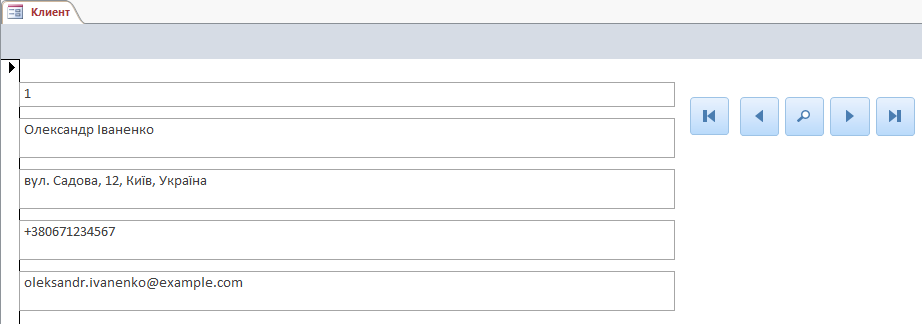 Клиент
1
Олександр Іваненко
вул. Садова, 12, Київ, Україна
+380671234567
oleksandr.ivanenko@example.com